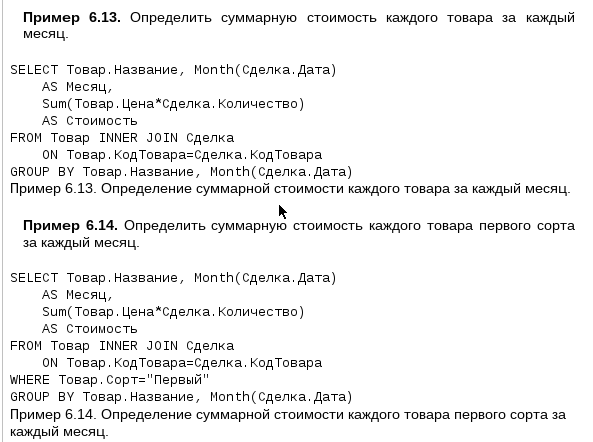 Пример 6.13. Определить суммарную стоимость каждого товара за каждый
месяц.
SELECT Товар.Название, Month(Сделка.Дата)
AS Месяц,
Sum(Товар.Цена*Сделка.Количество)
AS Стоимость
FROM Товар INNER JOIN Сделка
ON Товар.КодТовара=Сделка.КодТовара
GROUP BY Товар.Название, Month(Сделка.Дата)
Пример 6.13. Определение суммарной стоимости каждого товара за каждый месяц.
Пример 6.14. Определить суммарную стоимость каждого товара первого сорта
за каждый месяц.
SELECT Товар.Название, Month(Сделка.Дата)
AS Месяц,
Sum(Товар.Цена*Сделка.Количество)
AS Стоимость
FROM Товар INNER JOIN Сделка
ON Товар.КодТовара=Сделка.КодТовара
WHERE Товар.Сорт="Первый"
GROUP BY Товар.Название, Month(Сделка.Дата)
Пример 6.14. Определение суммарной стоимости каждого товара первого сорта за
каждый месяц.